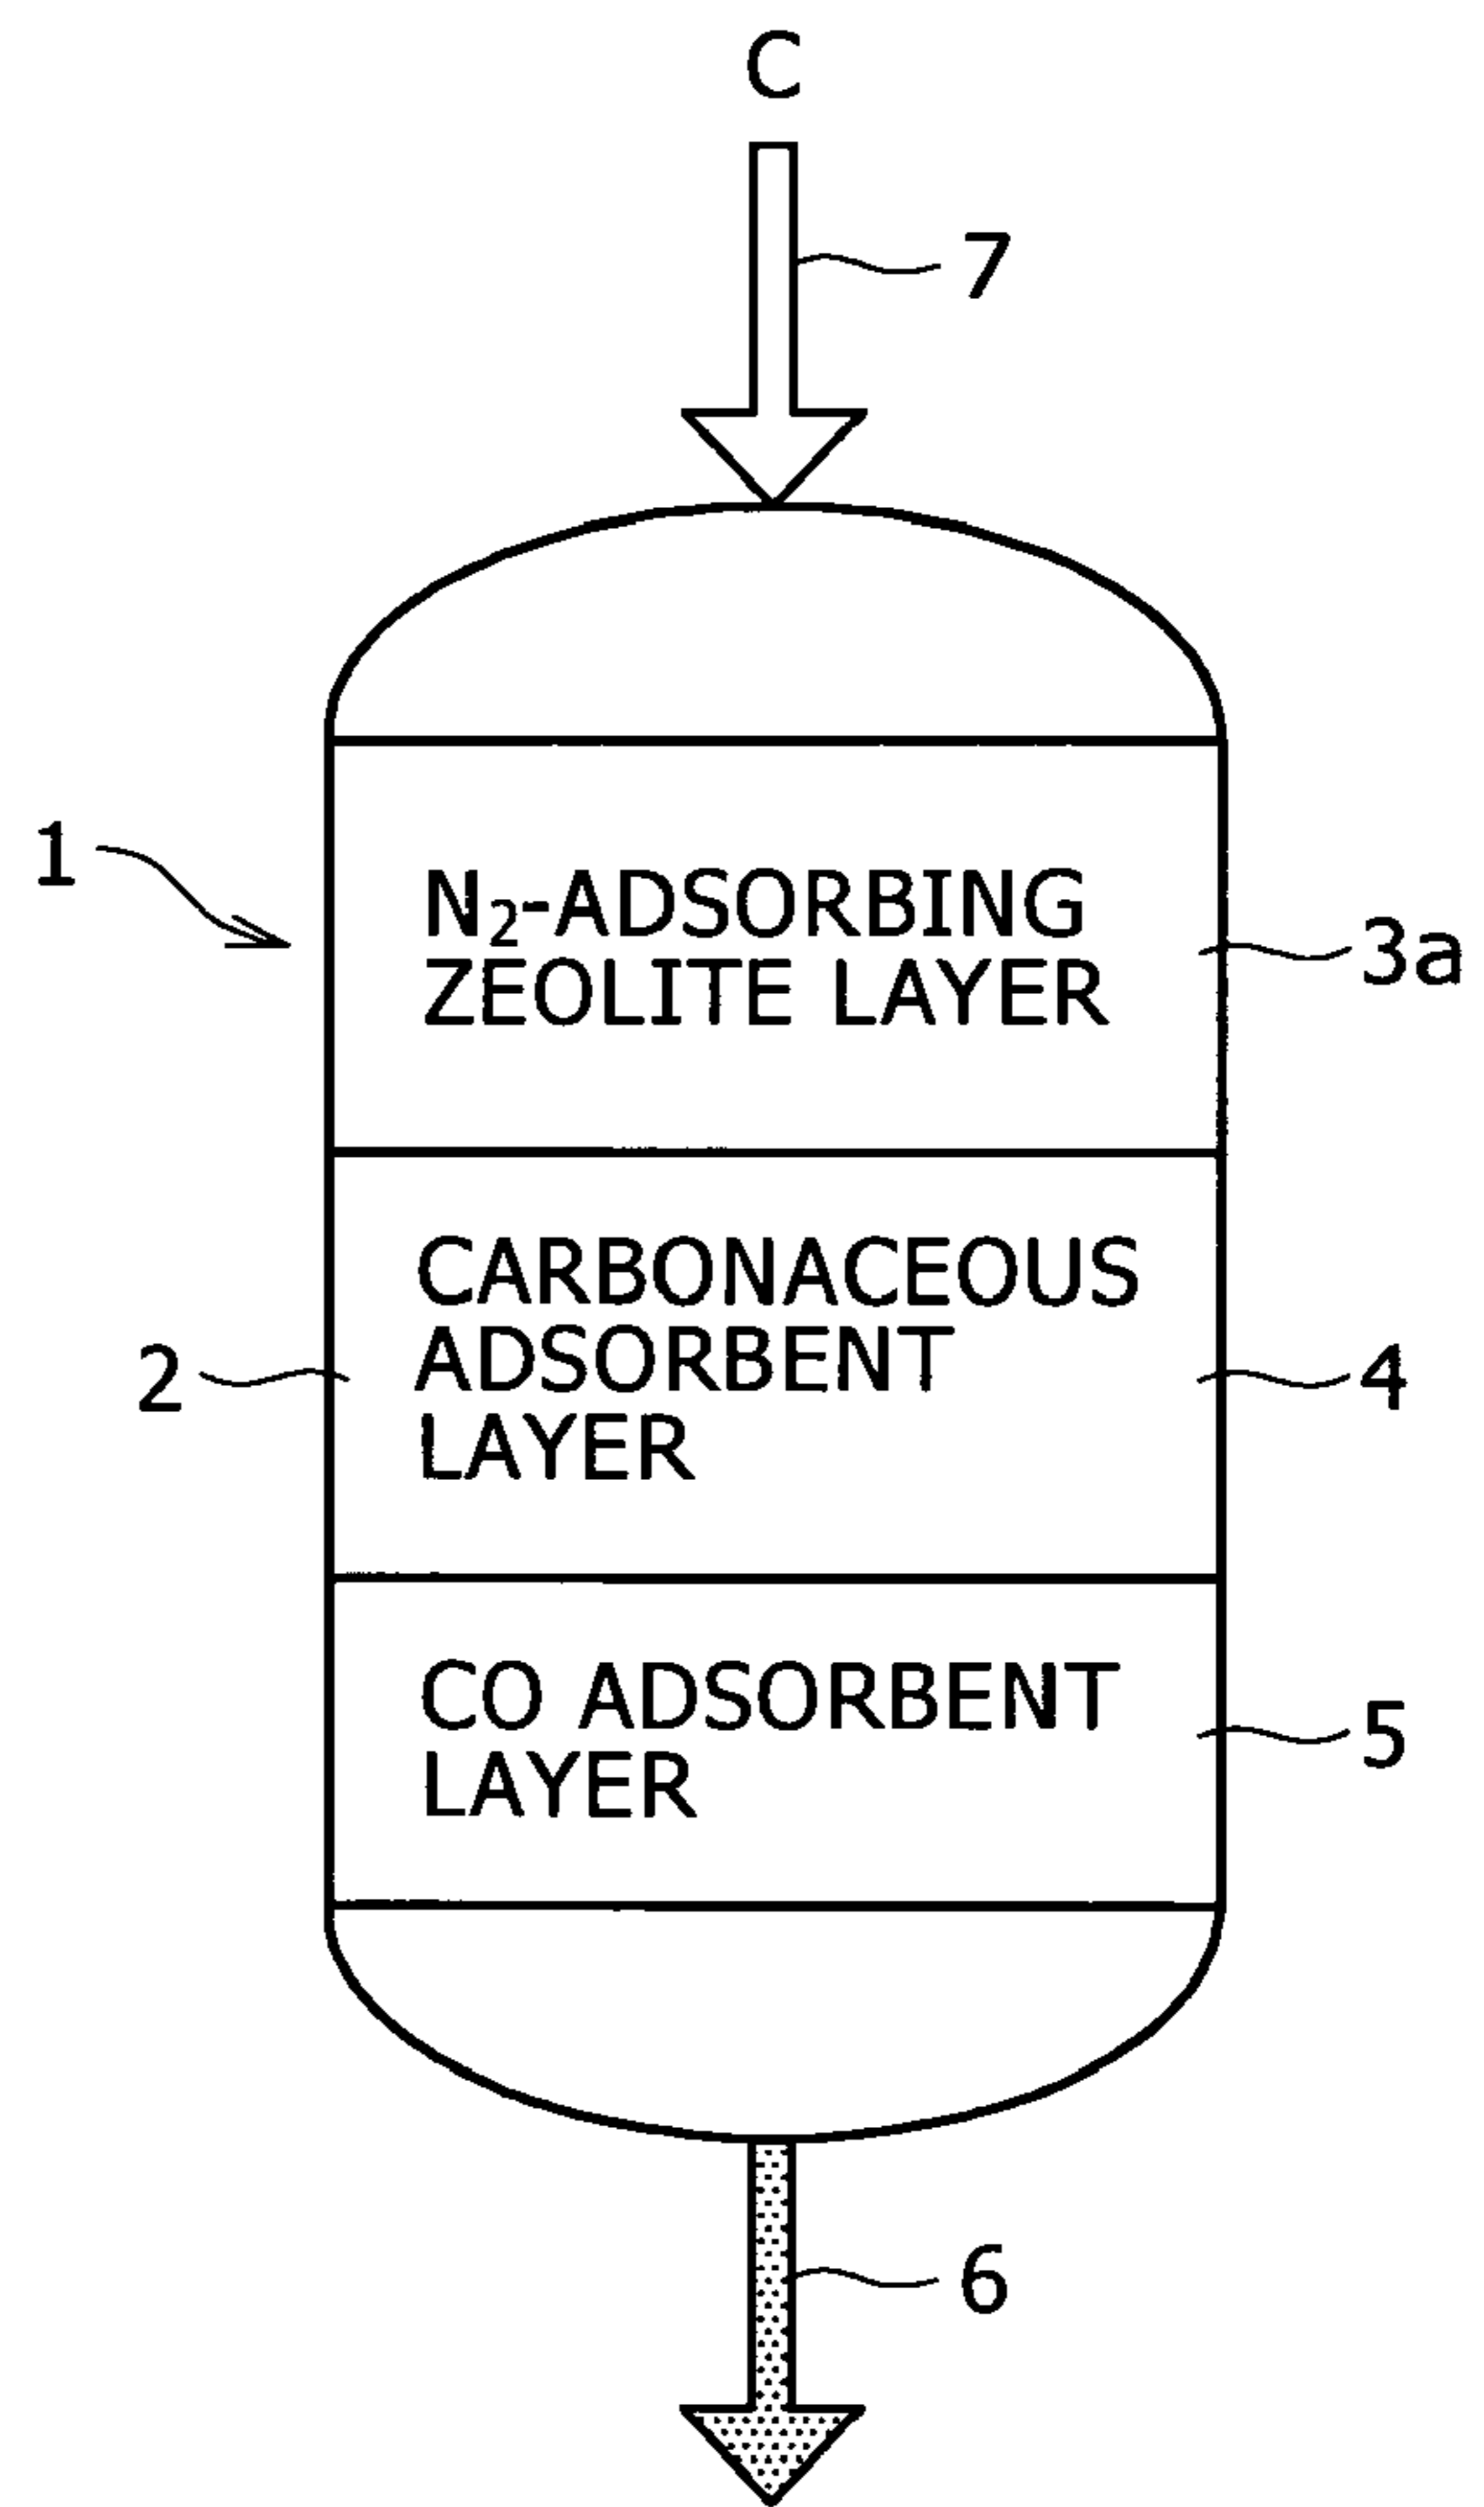 C
7
1
N2-ADSORBING
ZEOLITE LAYER
3a
CARBONACEOUS
ADSORBENT
LAYER
2
4
CO ADSORBENT
LAYER
5
6